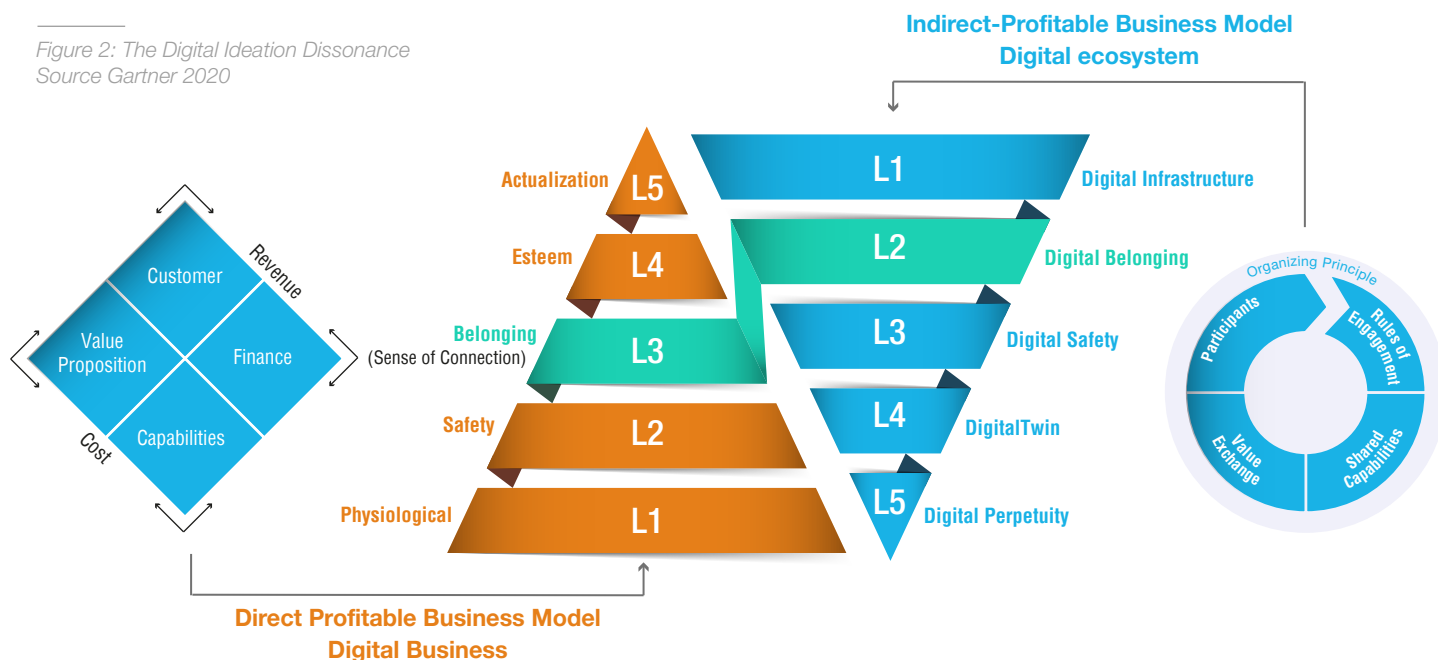 Figure 2: The Digital Ideation Dissonance
Source Gartner 2020
Indirect-Profitable Business Model
Digital ecosystem
Customer
Value
Proposition
Finance
Capabilities
Revenue
Cost
Actualization
L5
Esteem
L4
Belonging
(Sense of Connection)
L3
Safety
L2
Physiological
L1
L1
Digital Infrastructure
L2
Digital Belonging
L3
Digital Safety
L4
DigitalTwin
L5
Digital Perpetuity
Organizing Principle
Participants
Rules of
Engagement
Value
Exchange
Shared
Capabilities
Direct Profitable Business Model
Digital Business